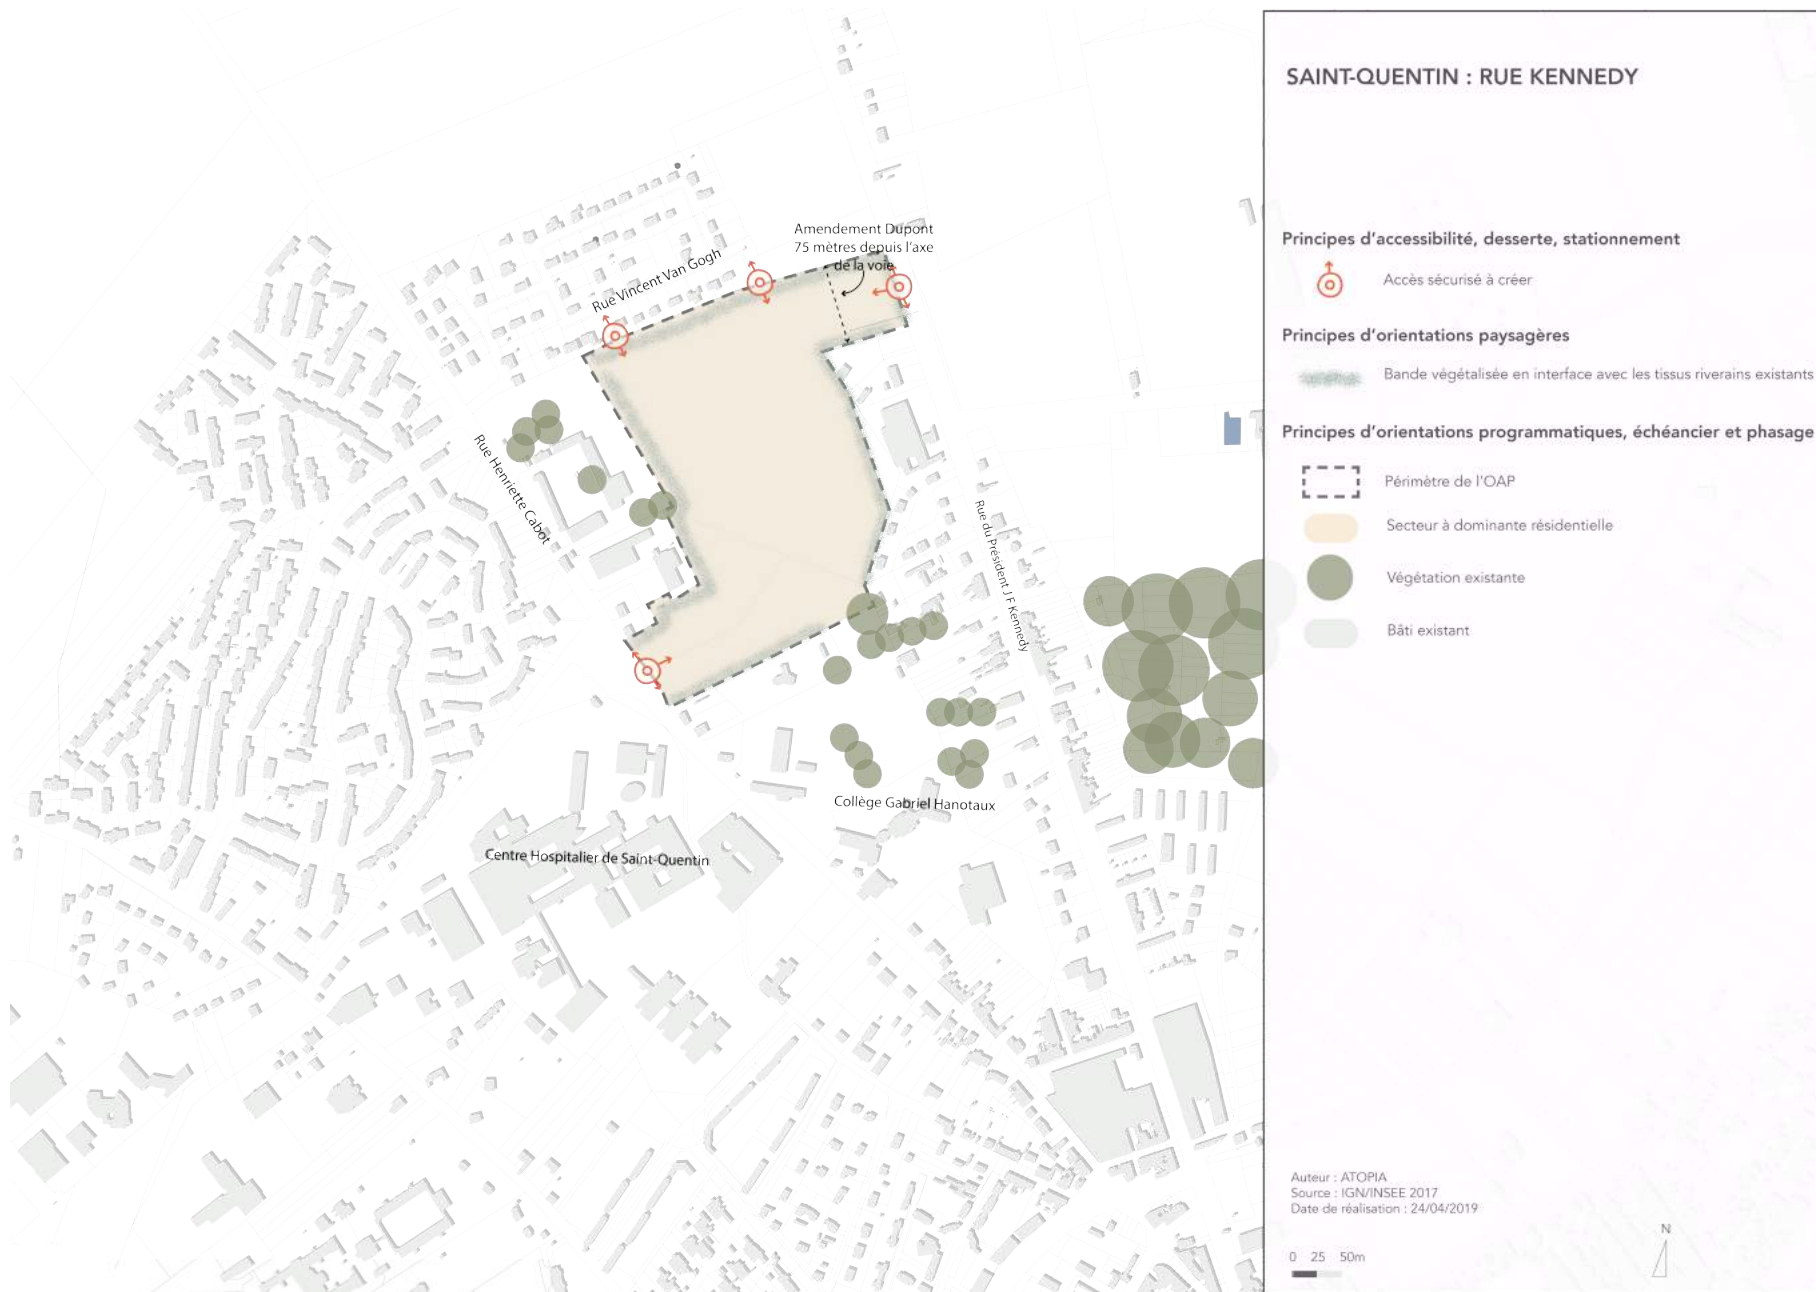 SAINT-QUENTIN : RUE KENNEDY
Amendement Dupont
75 mètres depuis l'axe
de la voie
Rue Vincent Van Gogh
Rue Henriette Cabot
Rue du Président J F Kennedy
Collège Gabriel Hanotaux
Centre Hospitalier de Saint-Quentin
Principes d'accessibilité, desserte, stationnement
Accès sécurisé à créer
Principes d'orientations paysagères
Bande végétalisée en interface avec les tissus riverains existants
Principes d'orientations programmatiques, échéancier et phasage
Périmètre de l'OAP
Secteur à dominante résidentielle
Végétation existante
Bâti existant
Auteur : ATOPIA
Source : IGN/INSEE 2017
Date de réalisation : 24/04/2019
0 25 50m
N